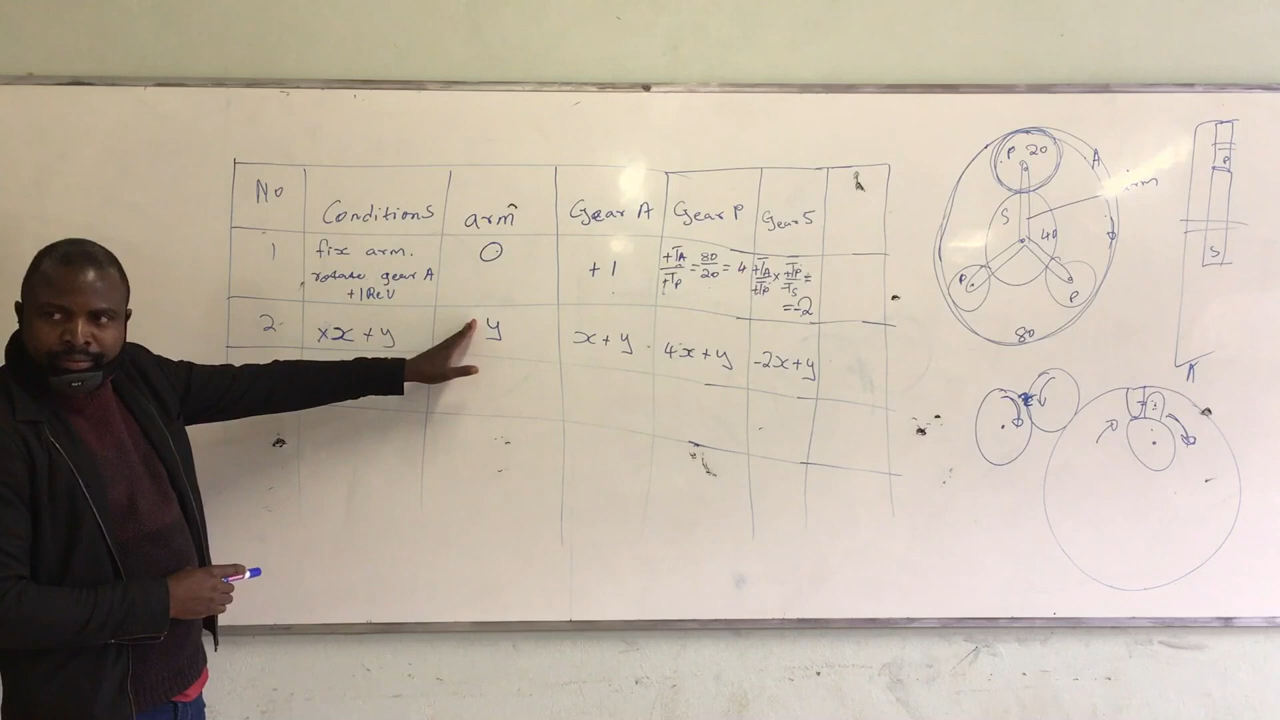 No
Conditions
arm
Gear A
Gear P
Gear S
1
fix arm.
rotate gear A
+1 Rev
0
+1
+TA/+TP = 80/20 = 4
+TA/+TP × +TP/-TS =
= -2
2
×x + y
y
x + y
4x + y
-2x + y
P 20
A
S
40
P
P
80
P
S
A